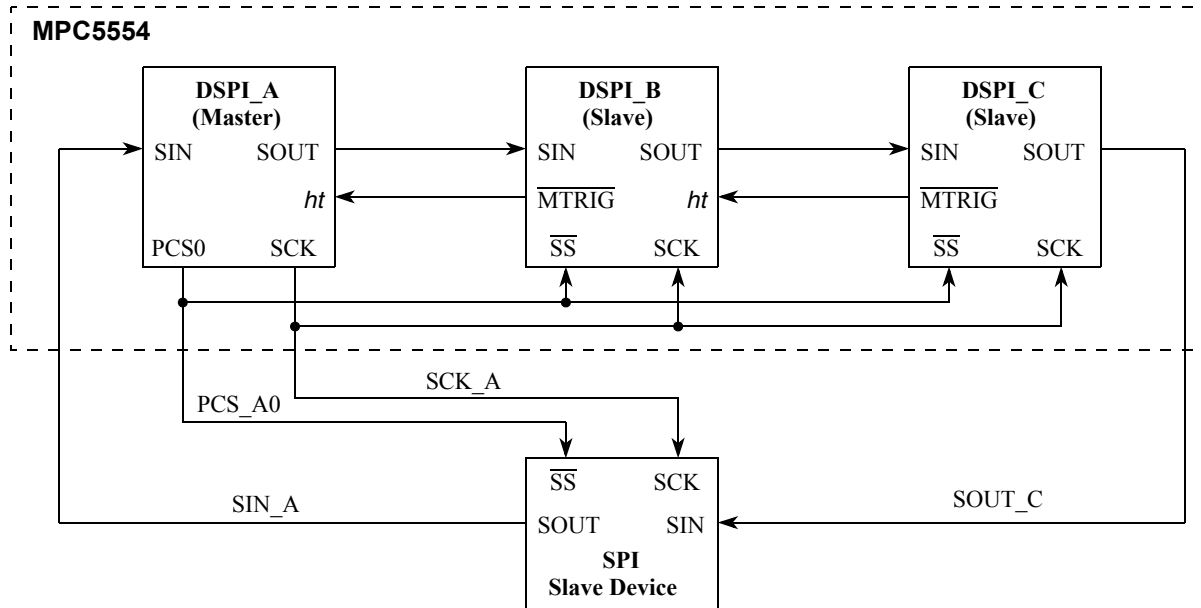 MPC5554
DSPI_A
(Master)
SIN
SOUT
ht
PCS0
SCK
DSPI_B
(Slave)
SIN
SOUT
MTRIG
ht
SS
SCK
DSPI_C
(Slave)
SIN
SOUT
MTRIG
SS
SCK
SCK_A
PCS_A0
SIN_A
SOUT_C
SS
SCK
SOUT
SIN
SPI
Slave Device